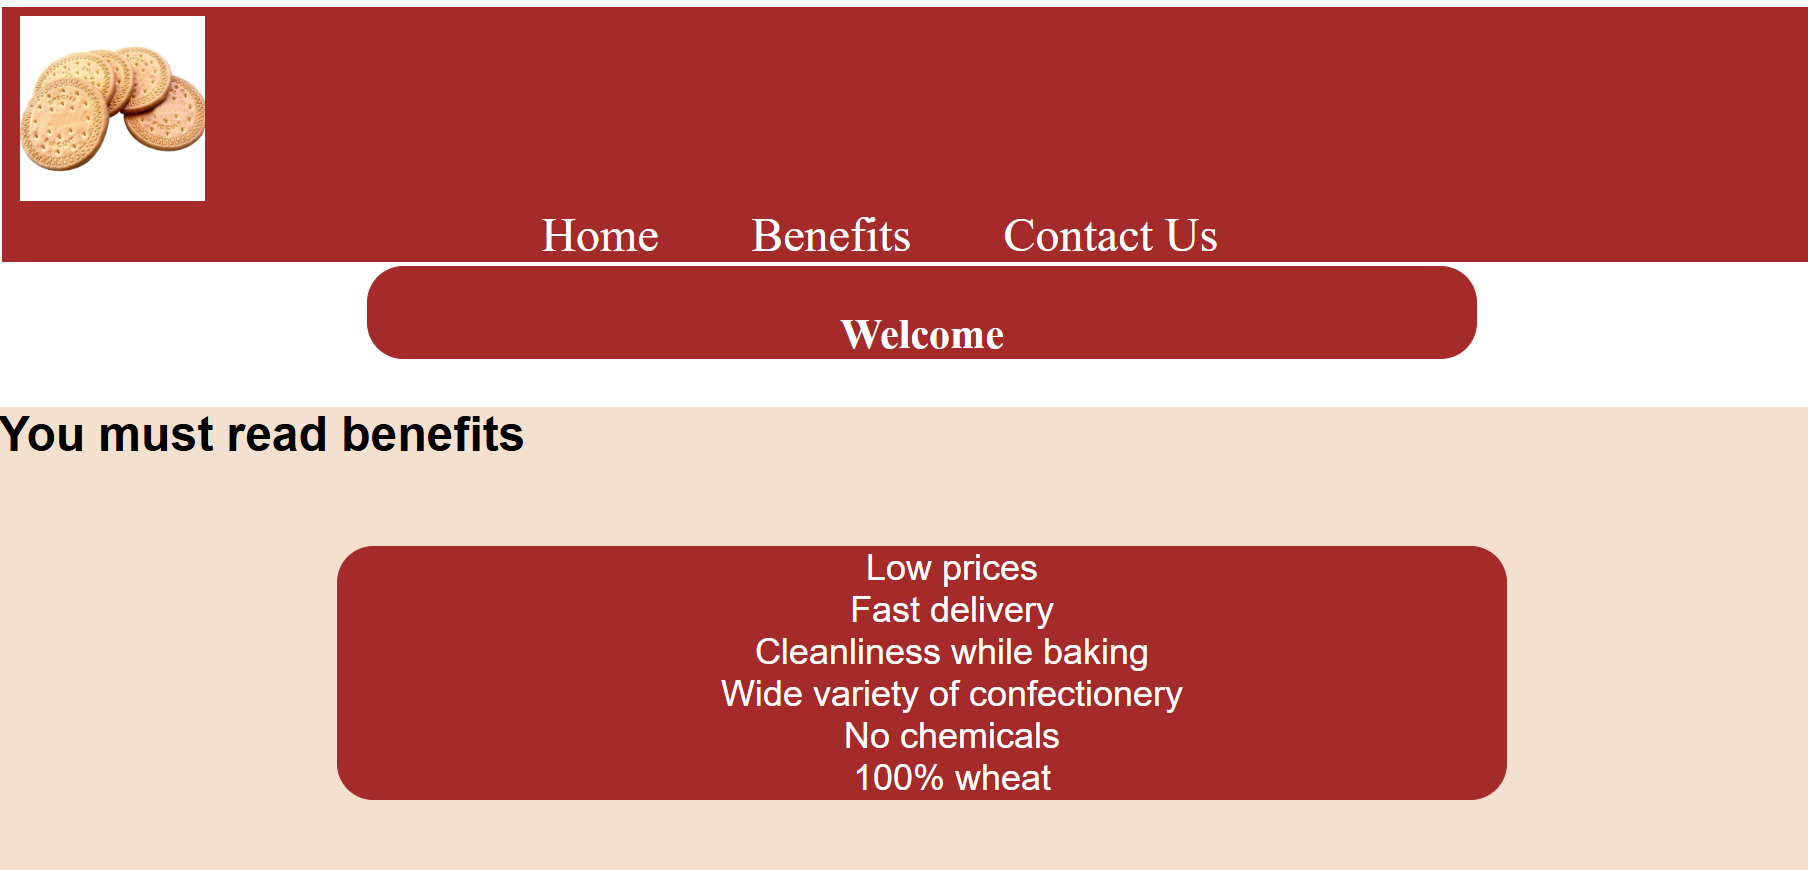 Home Benefits Contact Us
Welcome
You must read benefits
Low prices
Fast delivery
Cleanliness while baking
Wide variety of confectionery
No chemicals
100% wheat